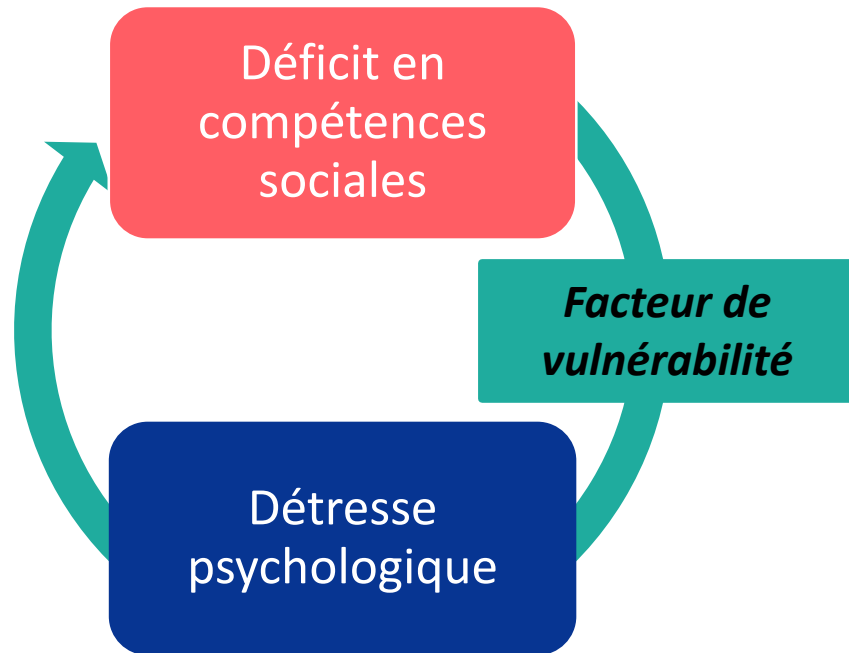 Déficit en
compétences
sociales
Facteur de
vulnérabilité
Détresse
psychologique